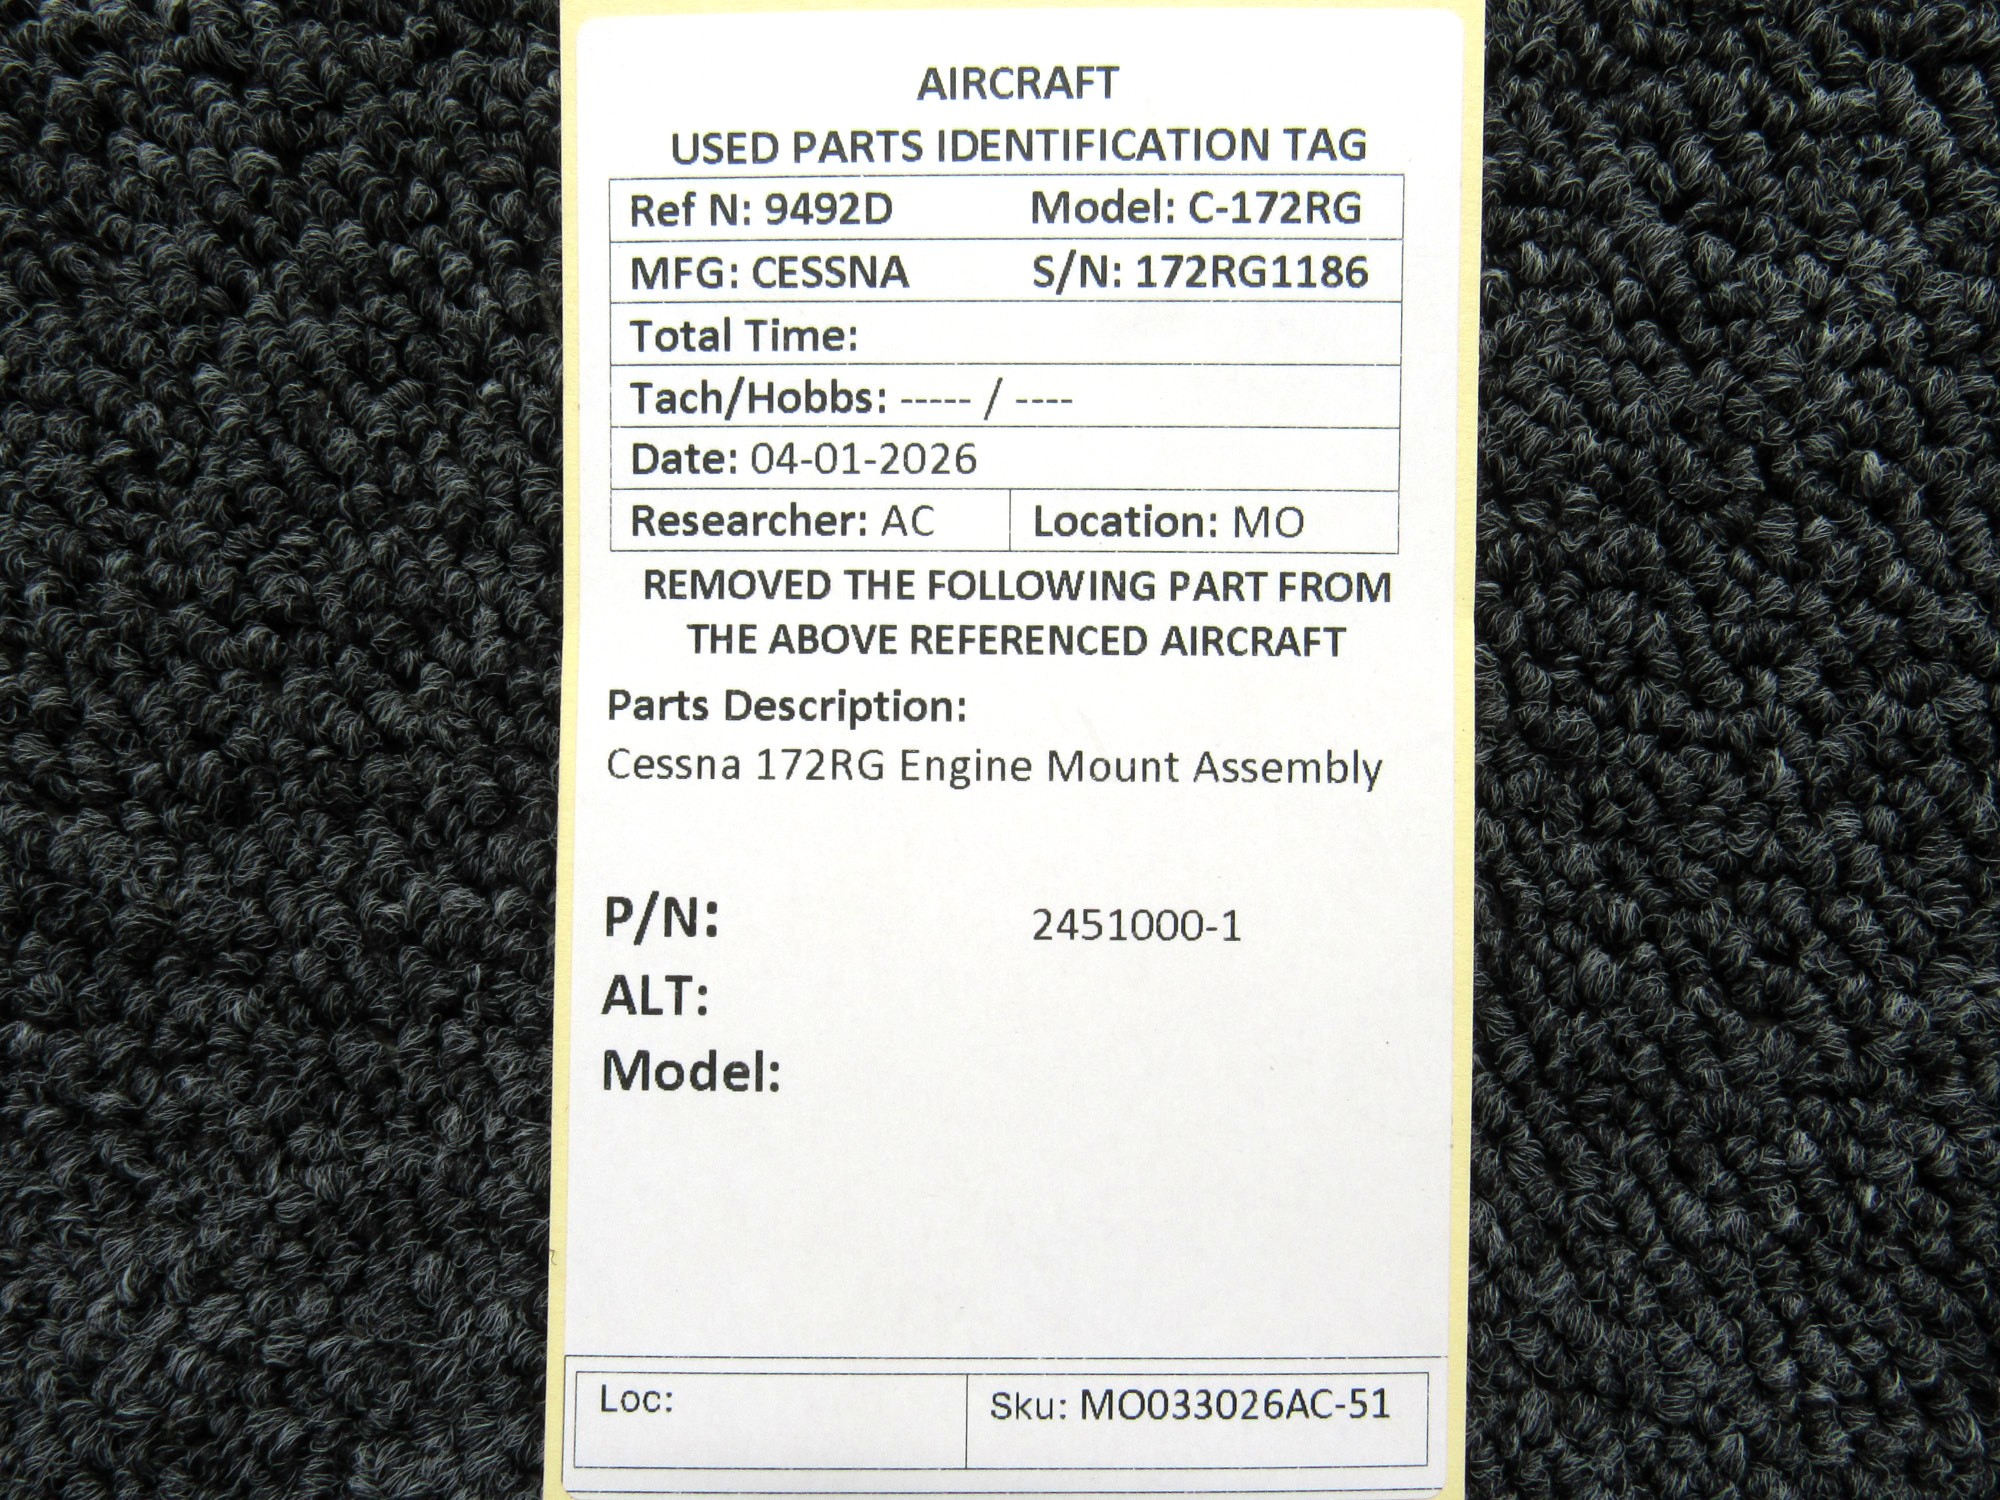 AIRCRAFT
USED PARTS IDENTIFICATION TAG
Ref N: 9492D Model: C-172RG
MFG: CESSNA S/N: 172RG1186
Total Time:
Tach/Hobbs: ----- / ----
Date: 04-01-2026
Researcher: AC Location: MO
REMOVED THE FOLLOWING PART FROM
THE ABOVE REFERENCED AIRCRAFT
Parts Description:
Cessna 172RG Engine Mount Assembly
P/N: 2451000-1
ALT:
Model:
Loc: Sku: MO033026AC-51